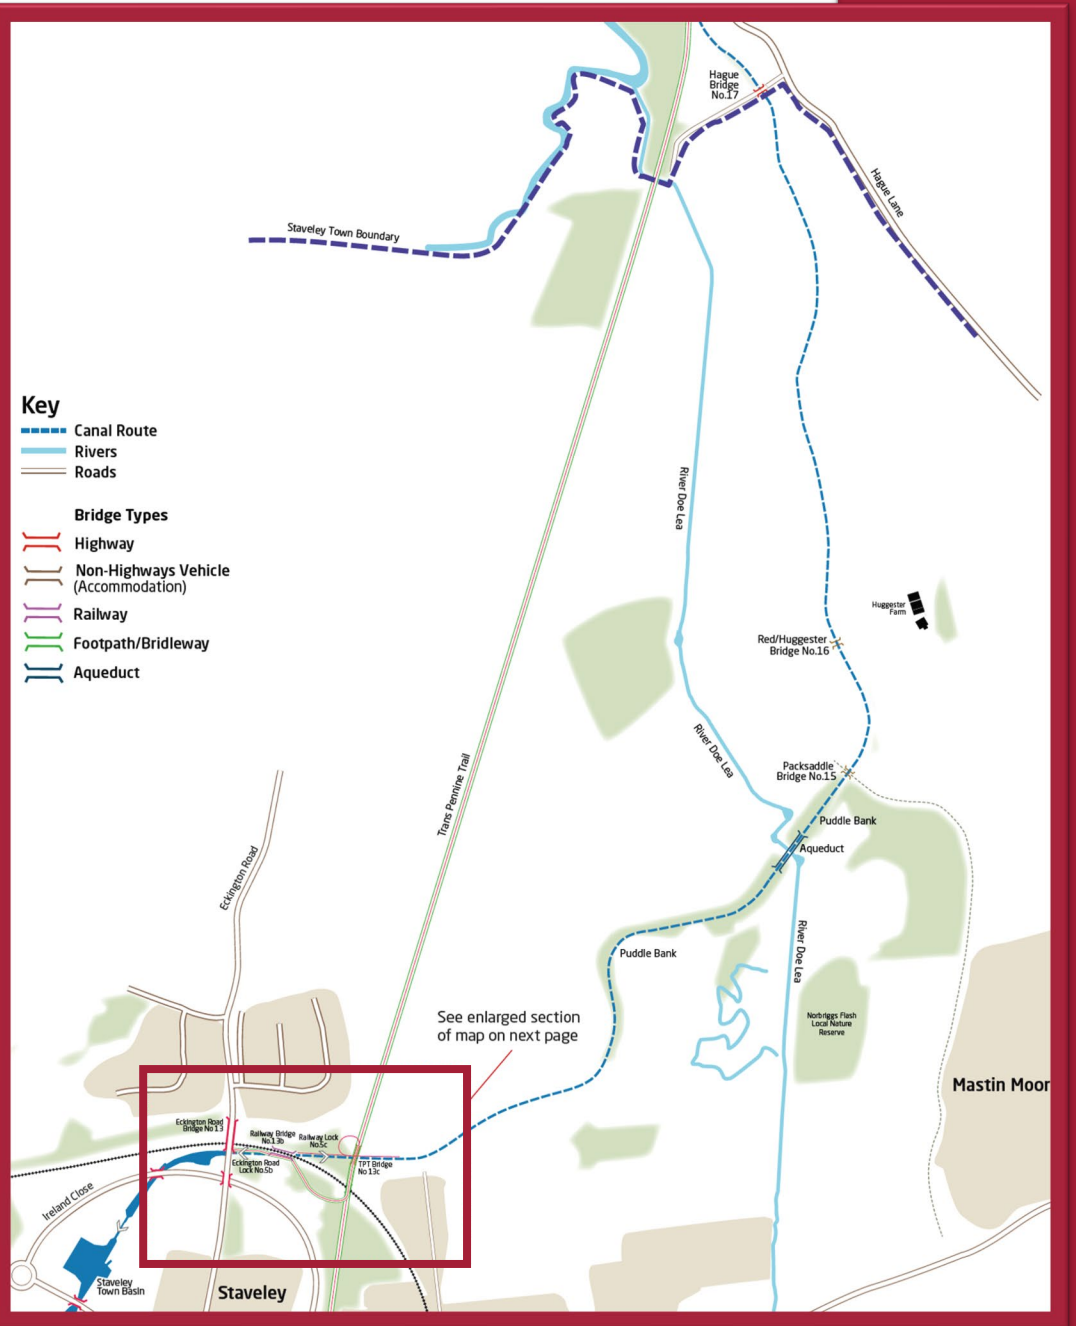 Hague
Bridge
No.17
Hague Lane
Staveley Town Boundary
Key
Canal Route
Rivers
Roads
Bridge Types
Highway
Non-Highways Vehicle
(Accommodation)
Railway
Footpath/Bridleway
Aqueduct
River Doe Lea
Huggester
Farm
Red/Huggester
Bridge No.16
River Doe Lea
Packsaddle
Bridge No.15
Trans Pennine Trail
Puddle Bank
Aqueduct
Eckington Road
River Doe Lea
Puddle Bank
See enlarged section
of map on next page
Norbriggs Flash
Local Nature
Reserve
Mastin Moor
Eckington Road
Bridge No 13
Railway Bridge
No.13b
Railway Lock
No.5c
Eckington Road
Lock No.5b
TPT Bridge
No 13c
Ireland Close
Staveley
Town Basin
Staveley